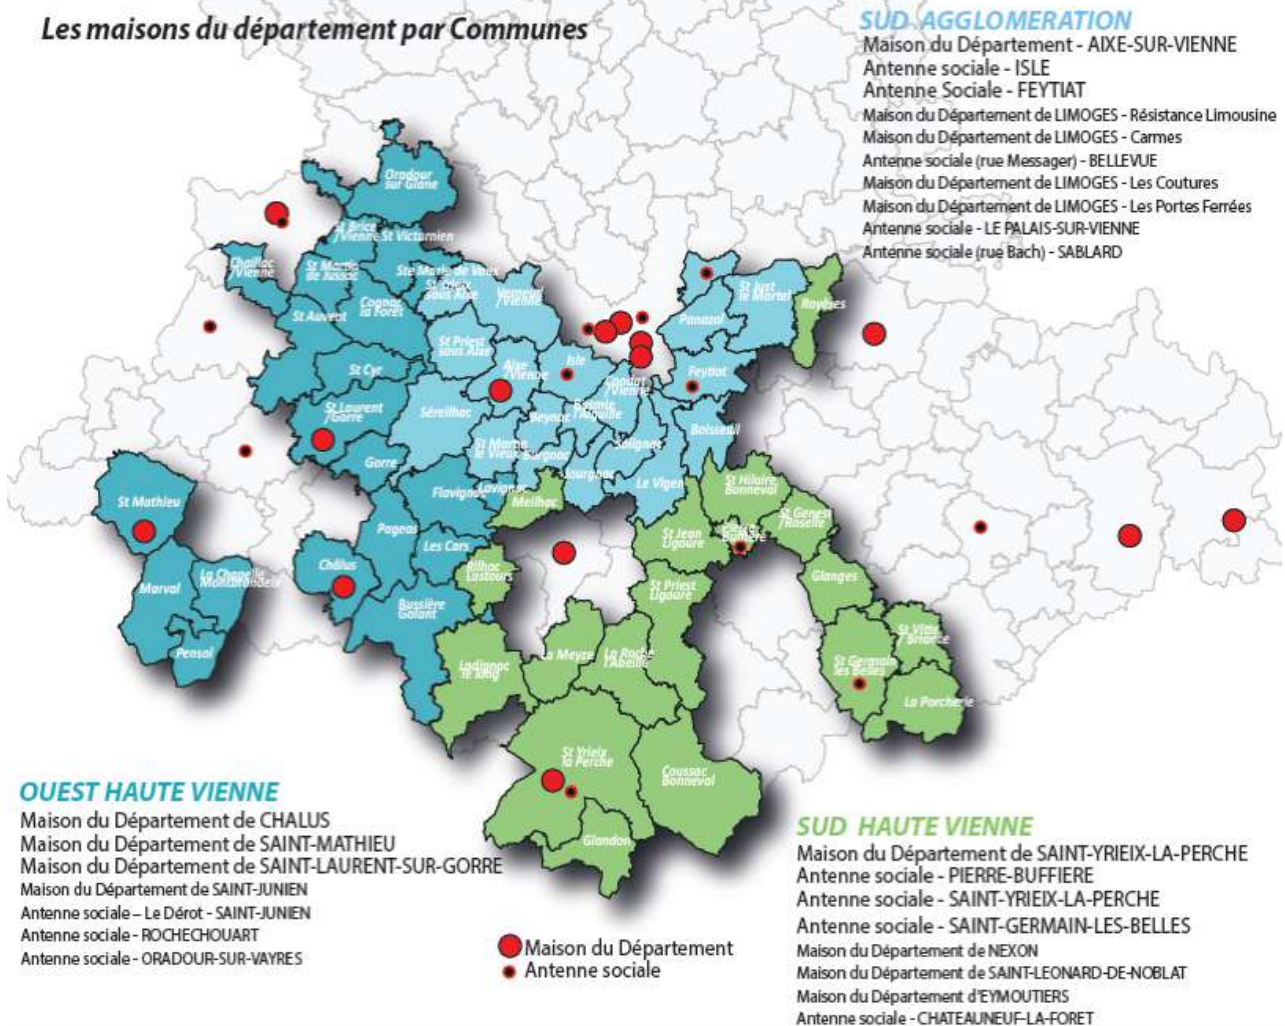 Les maisons du département par Communes
SUD AGGLOMERATION
Maison du Département - AIXE-SUR-VIENNE
Antenne sociale - ISLE
Antenne Sociale - FEYTIAT
Maison du Département de LIMOGES - Résistance Limousine
Maison du Département de LIMOGES - Carmes
Antenne sociale (rue Messager) - BELLEVUE
Maison du Département de LIMOGES - Les Coutures
Maison du Département de LIMOGES - Les Portes Ferrées
Antenne sociale - LE PALAIS-SUR-VIENNE
Antenne sociale (rue Bach) - SABLARD
Oradour
sur Glane
St Brice
/Vienne
St Victurnien
Chaillac
/Vienne
St Martin
de Jussac
Ste Marie de Vaux
St Yrieix
sous Aixe
Verneuil
/Vienne
Cognac
la Forêt
St Auvent
St Priest
sous Aixe
St Just
le Martel
Royères
Panazol
St Cyr
Aixe
/Vienne
Isle
Condat
/Vienne
Feytiat
St Laurent
/Gorre
Séreilhac
Beynac
Bosmie
l'Aiguille
Boisseuil
Solignac
St Martin
le Vieux
Burgnac
Jourgnac
Le Vigen
Gorre
Flavignac
Lavignac
Meilhac
St Hilaire
Bonneval
St Genest
/Roselle
St Mathieu
Pageas
Les Cars
St Jean
Ligoure
Pierre
Buffière
Marval
La Chapelle
Montbrandeix
Châlus
Rilhac
Lastours
Glanges
Bussière
Galant
St Priest
Ligoure
Pensol
La Meyze
La Roche
l'Abeille
Ladignac
le long
St Vitte
/ Briance
St Germain
les Belles
La Porcherie
St Yrieix
la Perche
Coussac
Bonneval
Glandon
OUEST HAUTE VIENNE
Maison du Département de CHALUS
Maison du Département de SAINT-MATHIEU
Maison du Département de SAINT-LAURENT-SUR-GORRE
Maison du Département de SAINT-JUNIEN
Antenne sociale – Le Dérot - SAINT-JUNIEN
Antenne sociale - ROCHECHOUART
Antenne sociale - ORADOUR-SUR-VAYRES
Maison du Département
Antenne sociale
SUD HAUTE VIENNE
Maison du Département de SAINT-YRIEIX-LA-PERCHE
Antenne sociale - PIERRE-BUFFIERE
Antenne sociale - SAINT-YRIEIX-LA-PERCHE
Antenne sociale - SAINT-GERMAIN-LES-BELLES
Maison du Département de NEXON
Maison du Département de SAINT-LEONARD-DE-NOBLAT
Maison du Département d'EYMOUTIERS
Antenne sociale - CHATEAUNEUF-LA-FORET